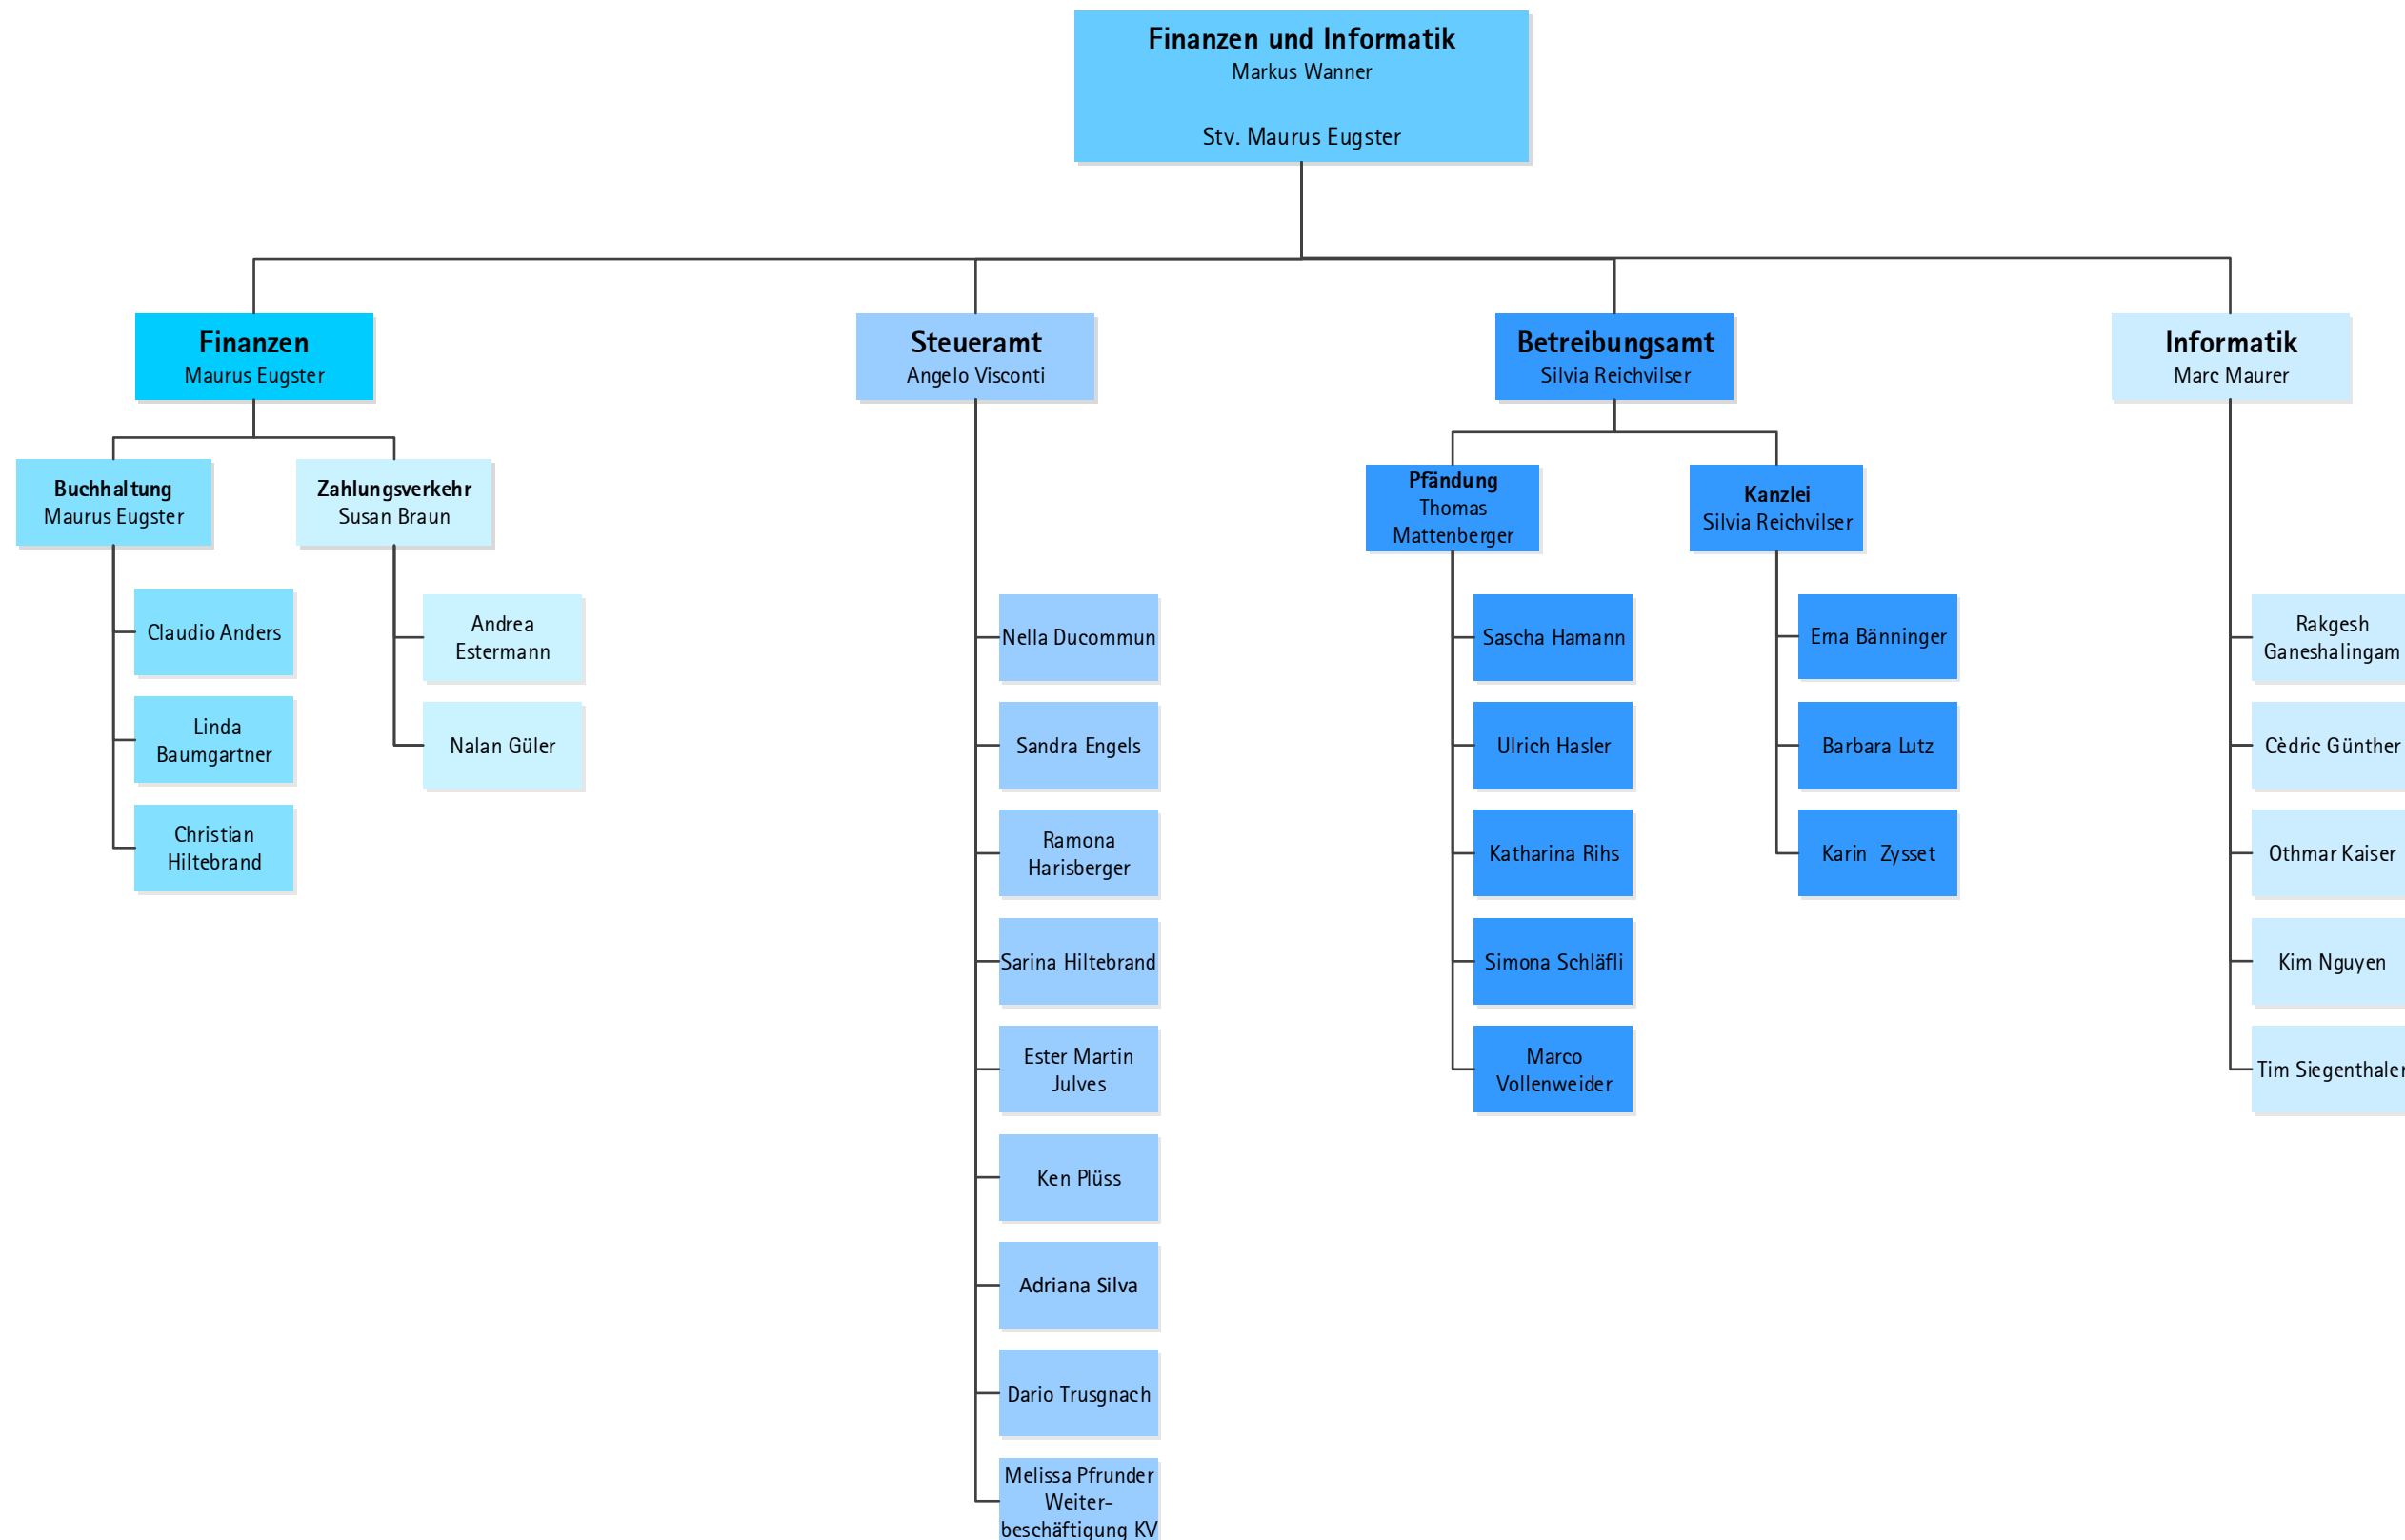 Finanzen und Informatik
Markus Wanner
Stv. Maurus Eugster
Finanzen
Maurus Eugster
Steueramt
Angelo Visconti
Betreibungsamt
Silvia Reichvilser
Informatik
Marc Maurer
Buchhaltung
Maurus Eugster
Zahlungsverkehr
Susan Braun
Pfändung
Thomas
Mattenberger
Kanzlei
Silvia Reichvilser
Claudio Anders
Linda
Baumgartner
Christian
Hiltebrand
Andrea
Estermann
Nalan Güler
Nella Ducommun
Sandra Engels
Ramona
Harisberger
Sarina Hiltebrand
Ester Martin
Julves
Ken Plüss
Adriana Silva
Dario Trusgnach
Melissa Pfrunder
Weiter-
beschäftigung KV
Sascha Hamann
Ulrich Hasler
Katharina Rihs
Simona Schläfli
Marco
Vollenweider
Erna Bänninger
Barbara Lutz
Karin Zysset
Rakgesh
Ganeshalingam
Cèdric Günther
Othmar Kaiser
Kim Nguyen
Tim Siegenthaler